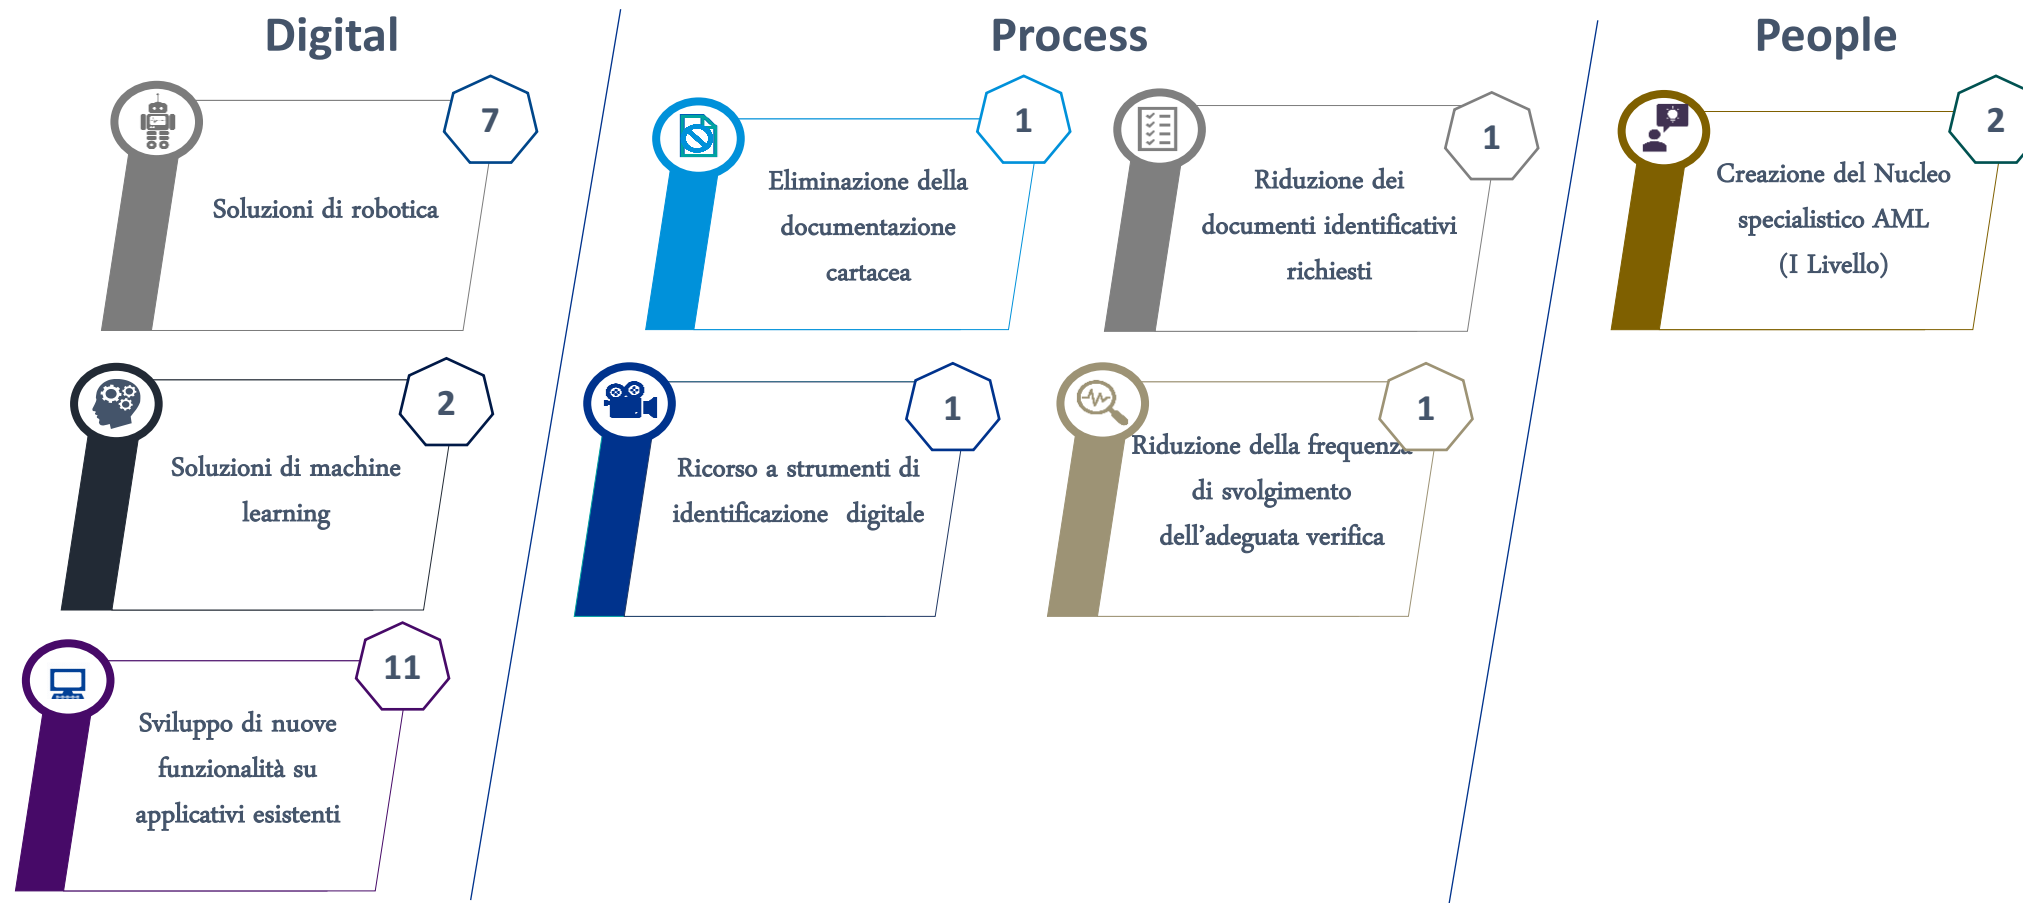 Digital
7
Soluzioni di robotica
2
Soluzioni di machine
learning
11
Sviluppo di nuove
funzionalità su
applicativi esistenti
Process
1
Eliminazione della
documentazione
cartacea
1
Riduzione dei
documenti identificativi
richiesti
1
Ricorso a strumenti di
identificazione digitale
1
Riduzione della frequenza
di svolgimento
dell’adeguata verifica
People
2
Creazione del Nucleo
specialistico AML
(I Livello)